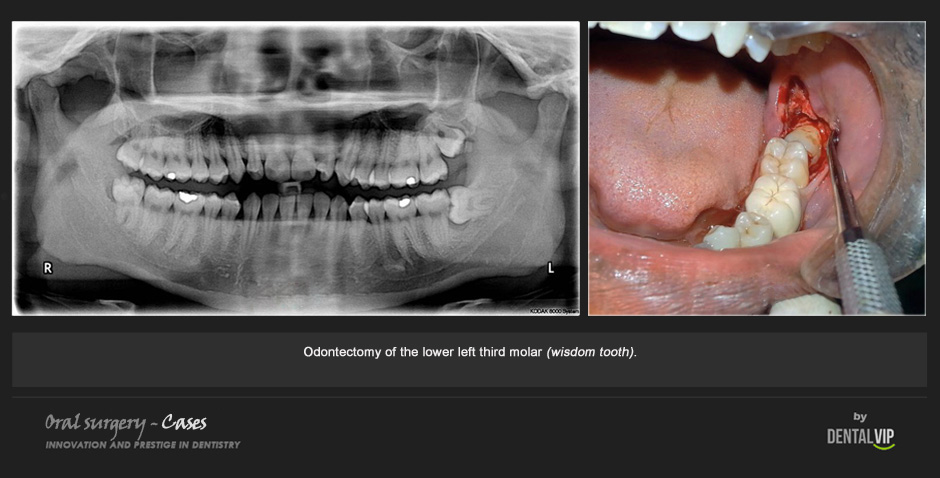 R
L
KODAK 8000 System
Odontectomy of the lower left third molar (wisdom tooth).
Oral surgery - Cases
INNOVATION AND PRESTIGE IN DENTISTRY
by
DENTALVIP